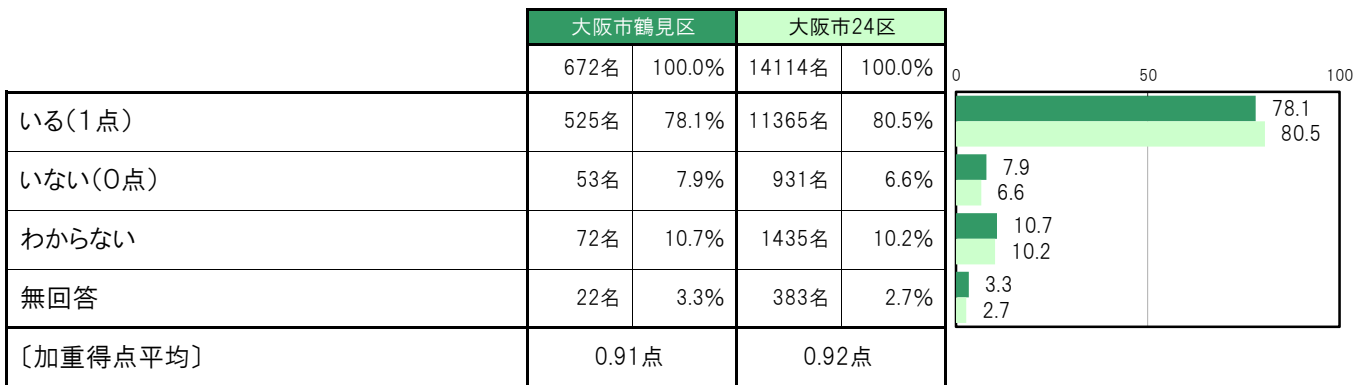 大阪市鶴見区 大阪市24区
672名 100.0% 14114名 100.0%
0 50 100
いる(1点) 525名 78.1% 11365名 80.5%
78.1
80.5
いない(0点) 53名 7.9% 931名 6.6%
7.9
6.6
わからない 72名 10.7% 1435名 10.2%
10.7
10.2
無回答 22名 3.3% 383名 2.7%
3.3
2.7
〔加重得点平均〕 0.91点 0.92点